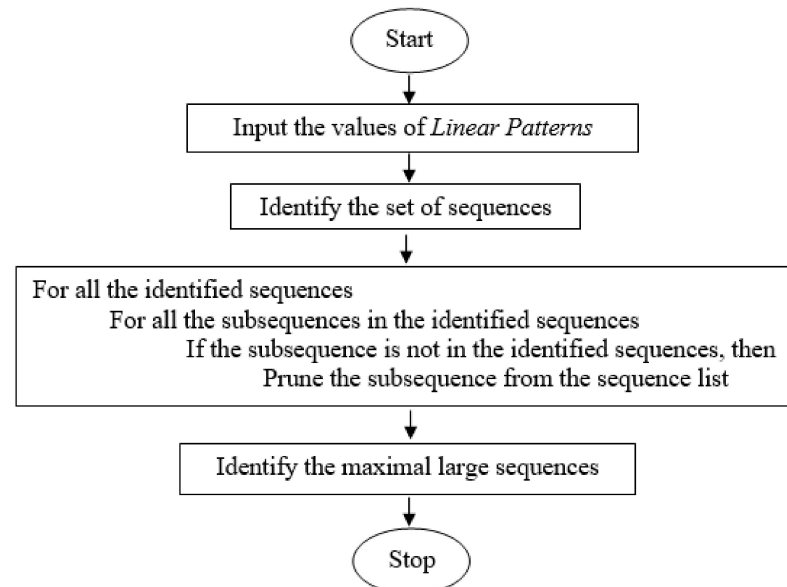 Start
Input the values of Linear Patterns
Identify the set of sequences
For all the identified sequences
For all the subsequences in the identified sequences
If the subsequence is not in the identified sequences, then
Prune the subsequence from the sequence list
Identify the maximal large sequences
Stop